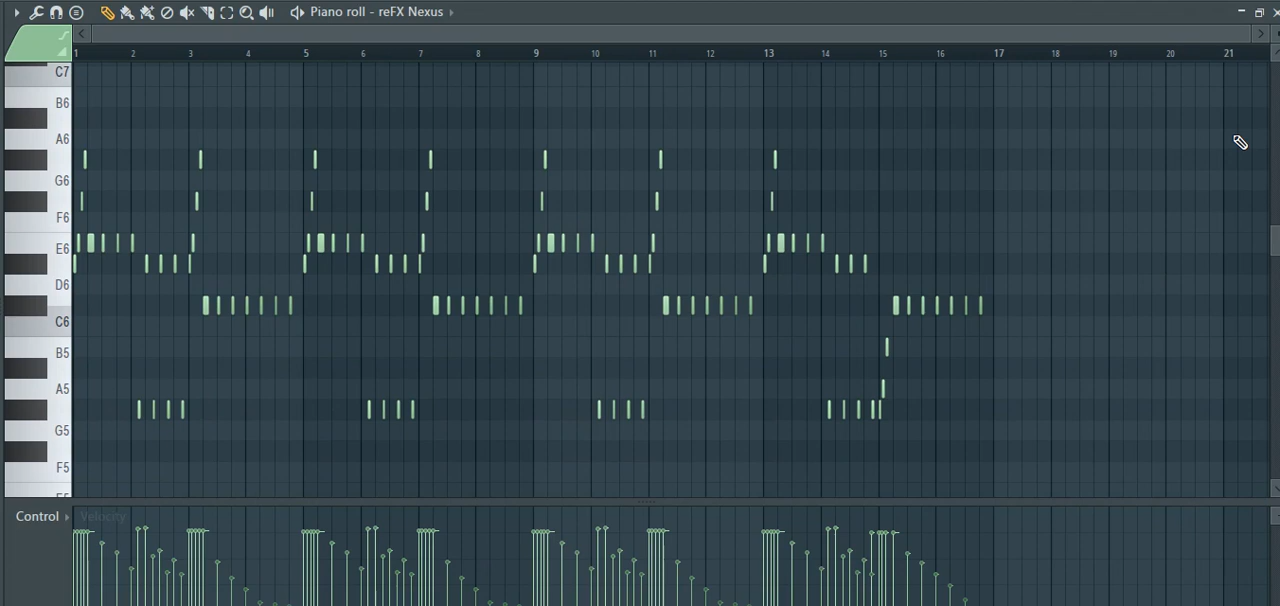 Piano roll - reFX Nexus
1 2 3 4 5 6 7 8 9 10 11 12 13 14 15 16 17 18 19 20 21
C7
B6
A6
G6
F6
E6
D6
C6
B5
A5
G5
F5
E5
Control Velocity